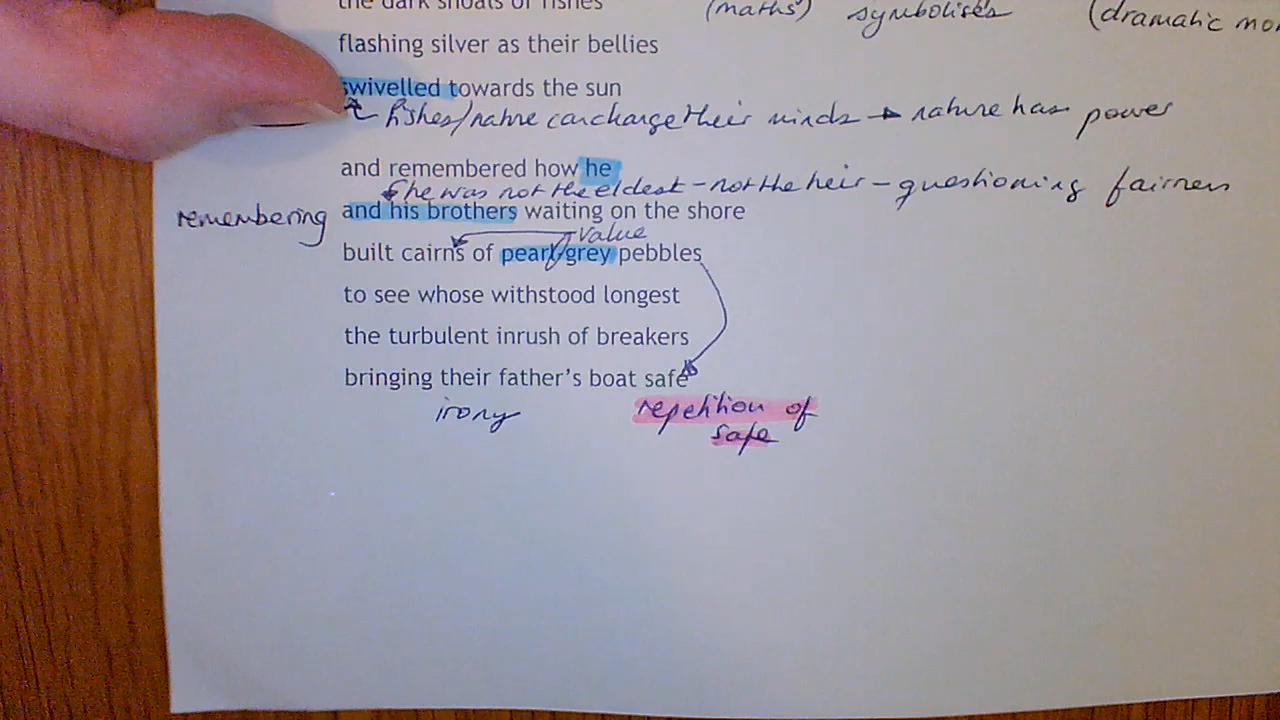 the dark shoals of fishes
(maths) symbolises (dramatic
flashing silver as their bellies
swivelled towards the sun
fishes/nature can change their minds → nature has power
and remembered how he
he was not the eldest - not the heir - questioning fairness
remembering
and his brothers waiting on the shore
value
built cairns of pearl/grey pebbles
to see whose withstood longest
the turbulent inrush of breakers
bringing their father's boat safe
irony
repetition of
safe